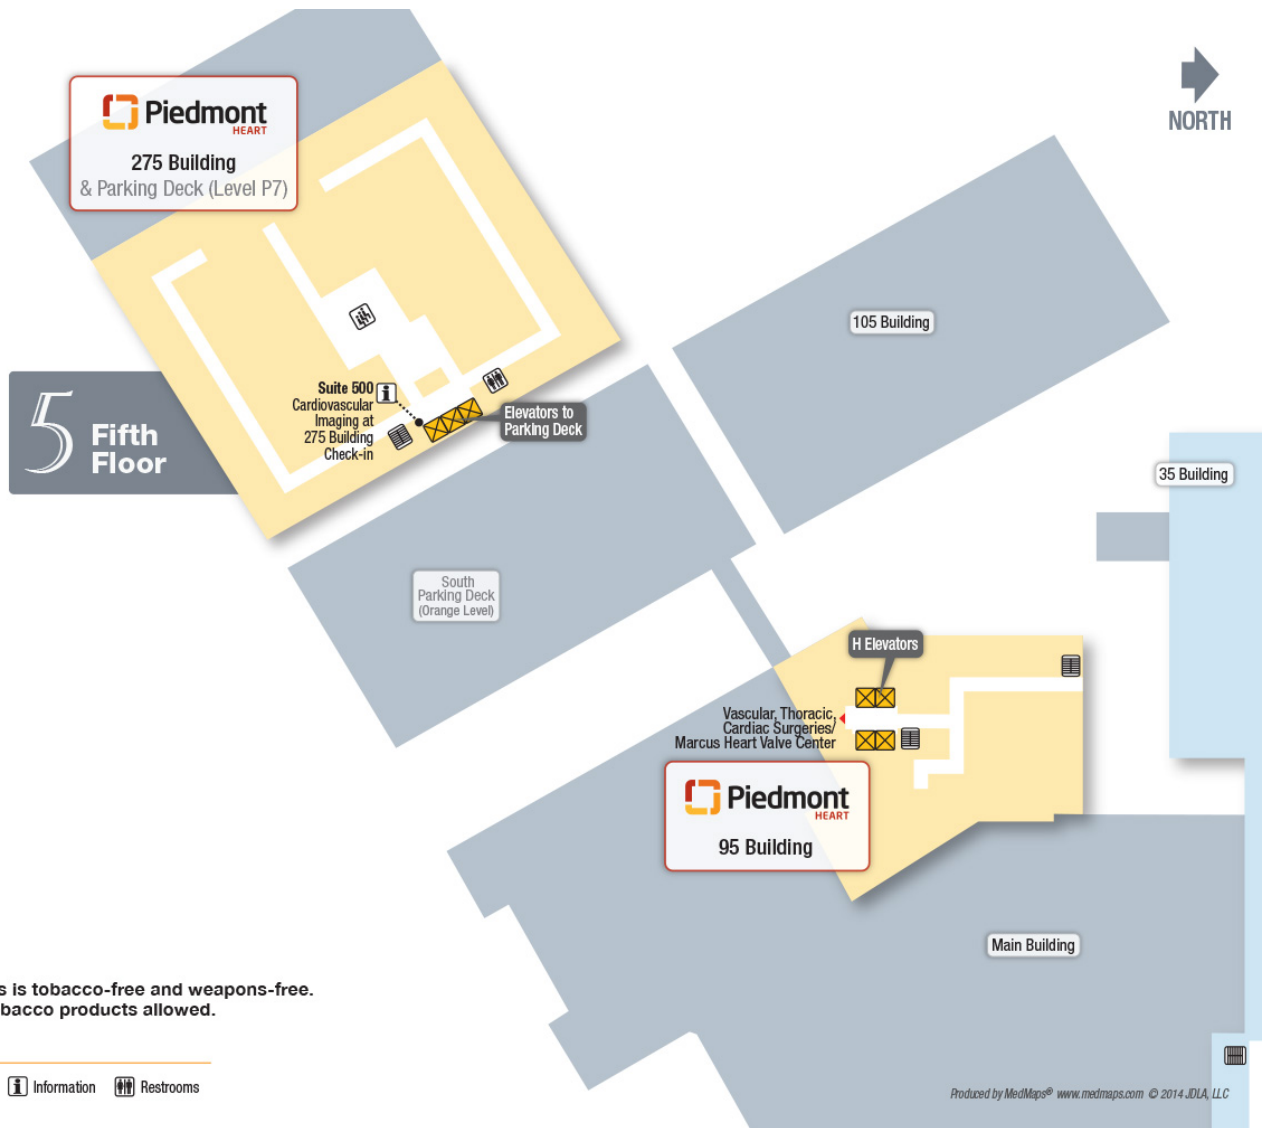 Piedmont
HEART
275 Building
& Parking Deck (Level P7)
NORTH
105 Building
5 Fifth
Floor
Suite 500
Cardiovascular
Imaging at
275 Building
Check-in
Elevators to
Parking Deck
35 Building
South
Parking Deck
(Orange Level)
H Elevators
Vascular, Thoracic,
Cardiac Surgeries/
Marcus Heart Valve Center
Piedmont
HEART
95 Building
Main Building
s is tobacco-free and weapons-free.
bacco products allowed.
i Information Restrooms
Produced by MedMaps® www.medmaps.com © 2014 JDLA, LLC